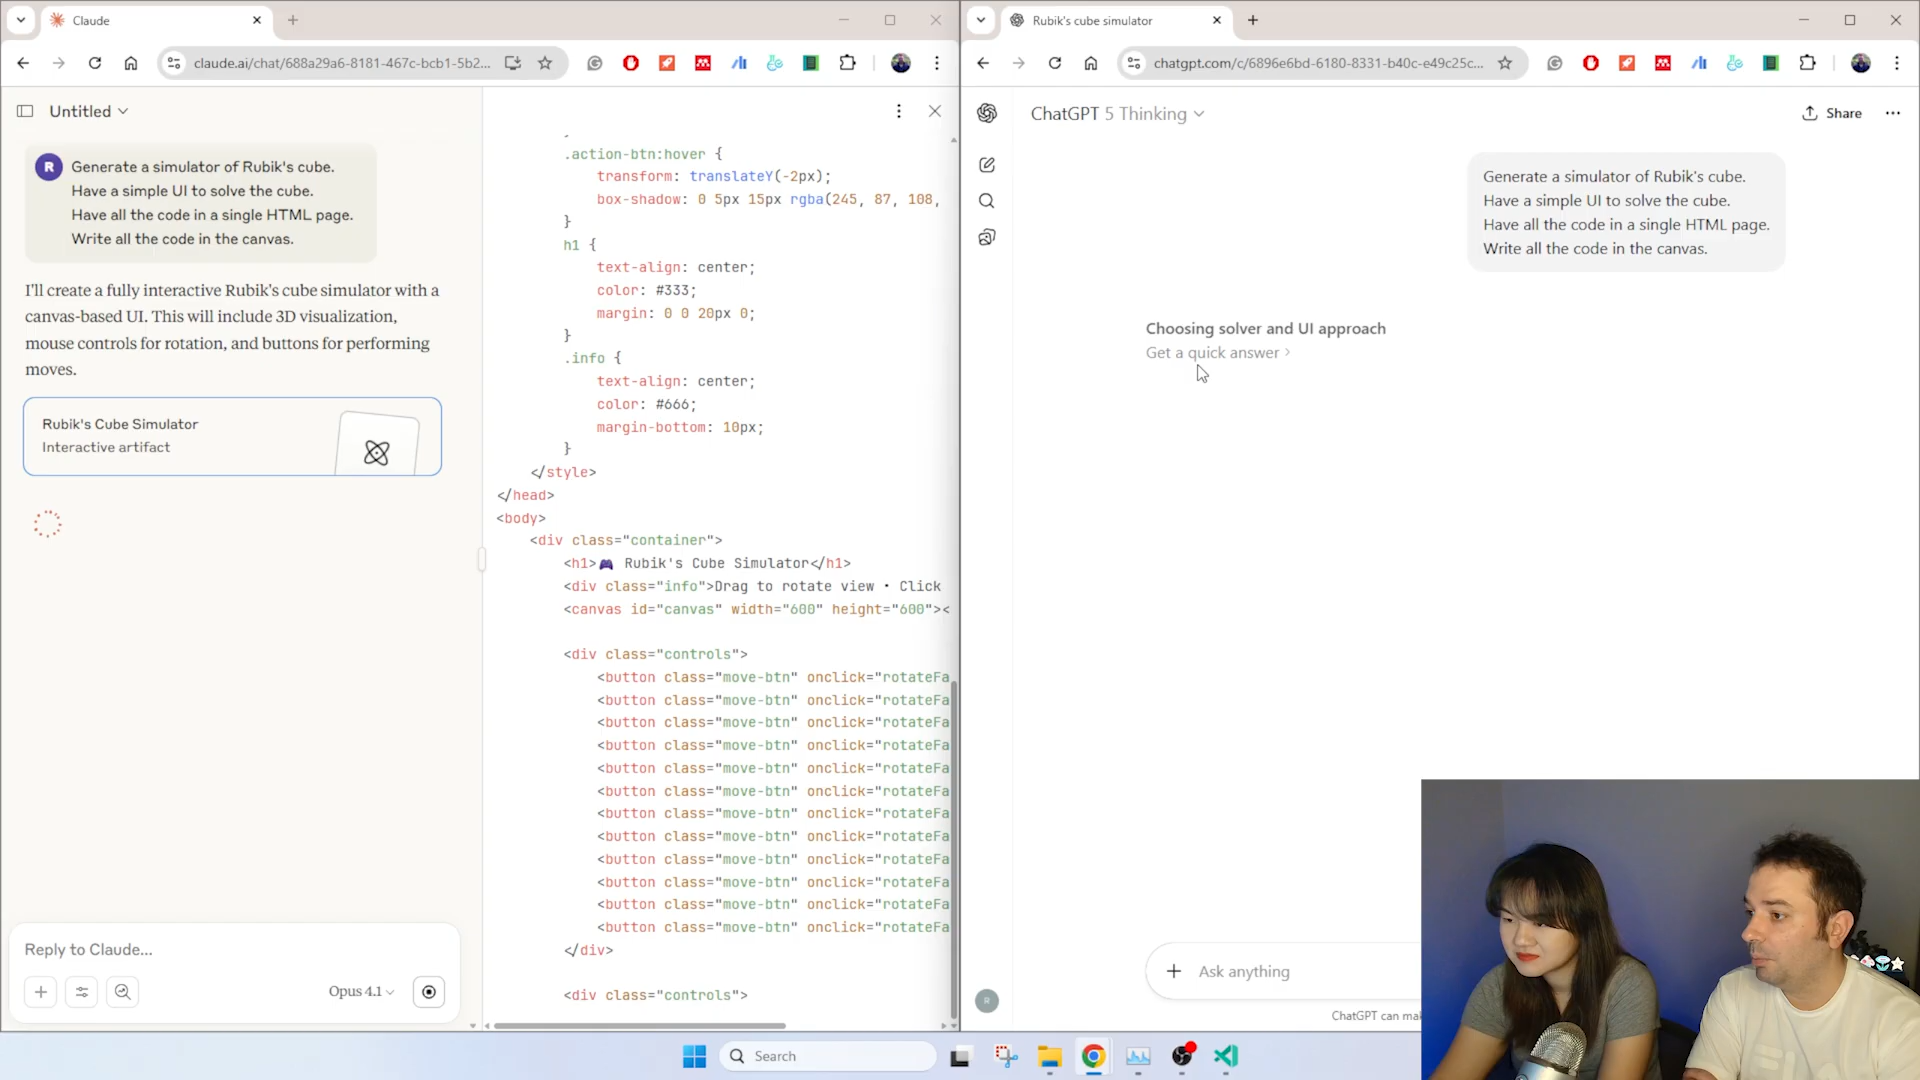 Claude
claude.ai/chat/688a29a6-8181-467c-bcb1-5b2...
Untitled
R
Generate a simulator of Rubik's cube.
Have a simple UI to solve the cube.
Have all the code in a single HTML page.
Write all the code in the canvas.
I'll create a fully interactive Rubik's cube simulator with a
canvas-based UI. This will include 3D visualization,
mouse controls for rotation, and buttons for performing
moves.
Rubik's Cube Simulator
Interactive artifact
Reply to Claude...
Opus 4.1
}
.action-btn:hover {
transform: translateY(-2px);
box-shadow: 0 5px 15px rgba(245, 87, 108,
}
h1 {
text-align: center;
color: #333;
margin: 0 0 20px 0;
}
.info {
text-align: center;
color: #666;
margin-bottom: 10px;
}
</style>
</head>
<body>
<div class="container">
<h1>🎮 Rubik's Cube Simulator</h1>
<div class="info">Drag to rotate view • Click
<canvas id="canvas" width="600" height="600"><
<div class="controls">
<button class="move-btn" onclick="rotateFa
<button class="move-btn" onclick="rotateFa
<button class="move-btn" onclick="rotateFa
<button class="move-btn" onclick="rotateFa
<button class="move-btn" onclick="rotateFa
<button class="move-btn" onclick="rotateFa
<button class="move-btn" onclick="rotateFa
<button class="move-btn" onclick="rotateFa
<button class="move-btn" onclick="rotateFa
<button class="move-btn" onclick="rotateFa
<button class="move-btn" onclick="rotateFa
<button class="move-btn" onclick="rotateFa
</div>
<div class="controls">
Rubik's cube simulator
chatgpt.com/c/6896e6bd-6180-8331-b40c-e49c25c...
ChatGPT 5 Thinking
Share
Generate a simulator of Rubik's cube.
Have a simple UI to solve the cube.
Have all the code in a single HTML page.
Write all the code in the canvas.
Choosing solver and UI approach
Get a quick answer
Ask anything
R
ChatGPT can ma
Search